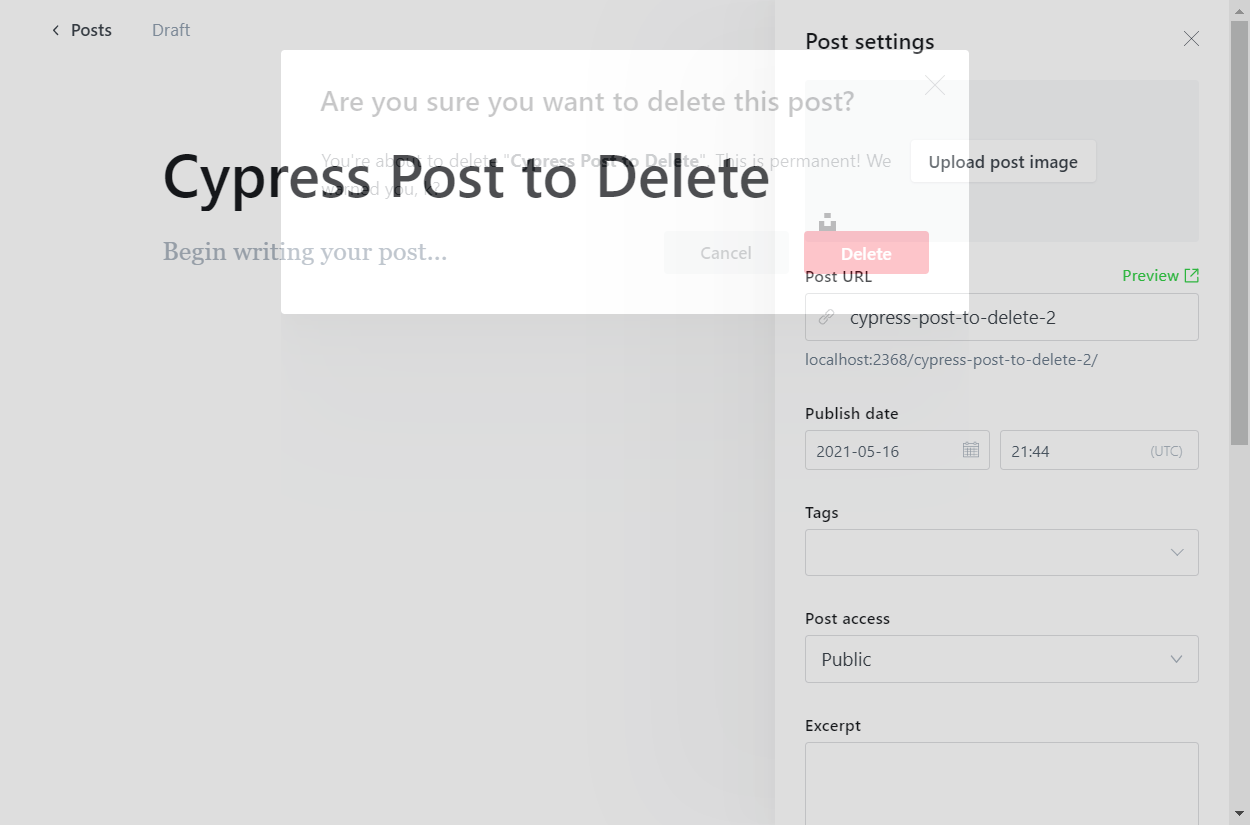 Posts
Draft
Post settings
Are you sure you want to delete this post?
You're about to delete "Cypress Post to Delete". This is permanent! We
warned you, k?
Cancel
Delete
Cypress Post to Delete
Begin writing your post...
Upload post image
Post URL
Preview
cypress-post-to-delete-2
localhost:2368/cypress-post-to-delete-2/
Publish date
2021-05-16
21:44
(UTC)
Tags
Post access
Public
Excerpt